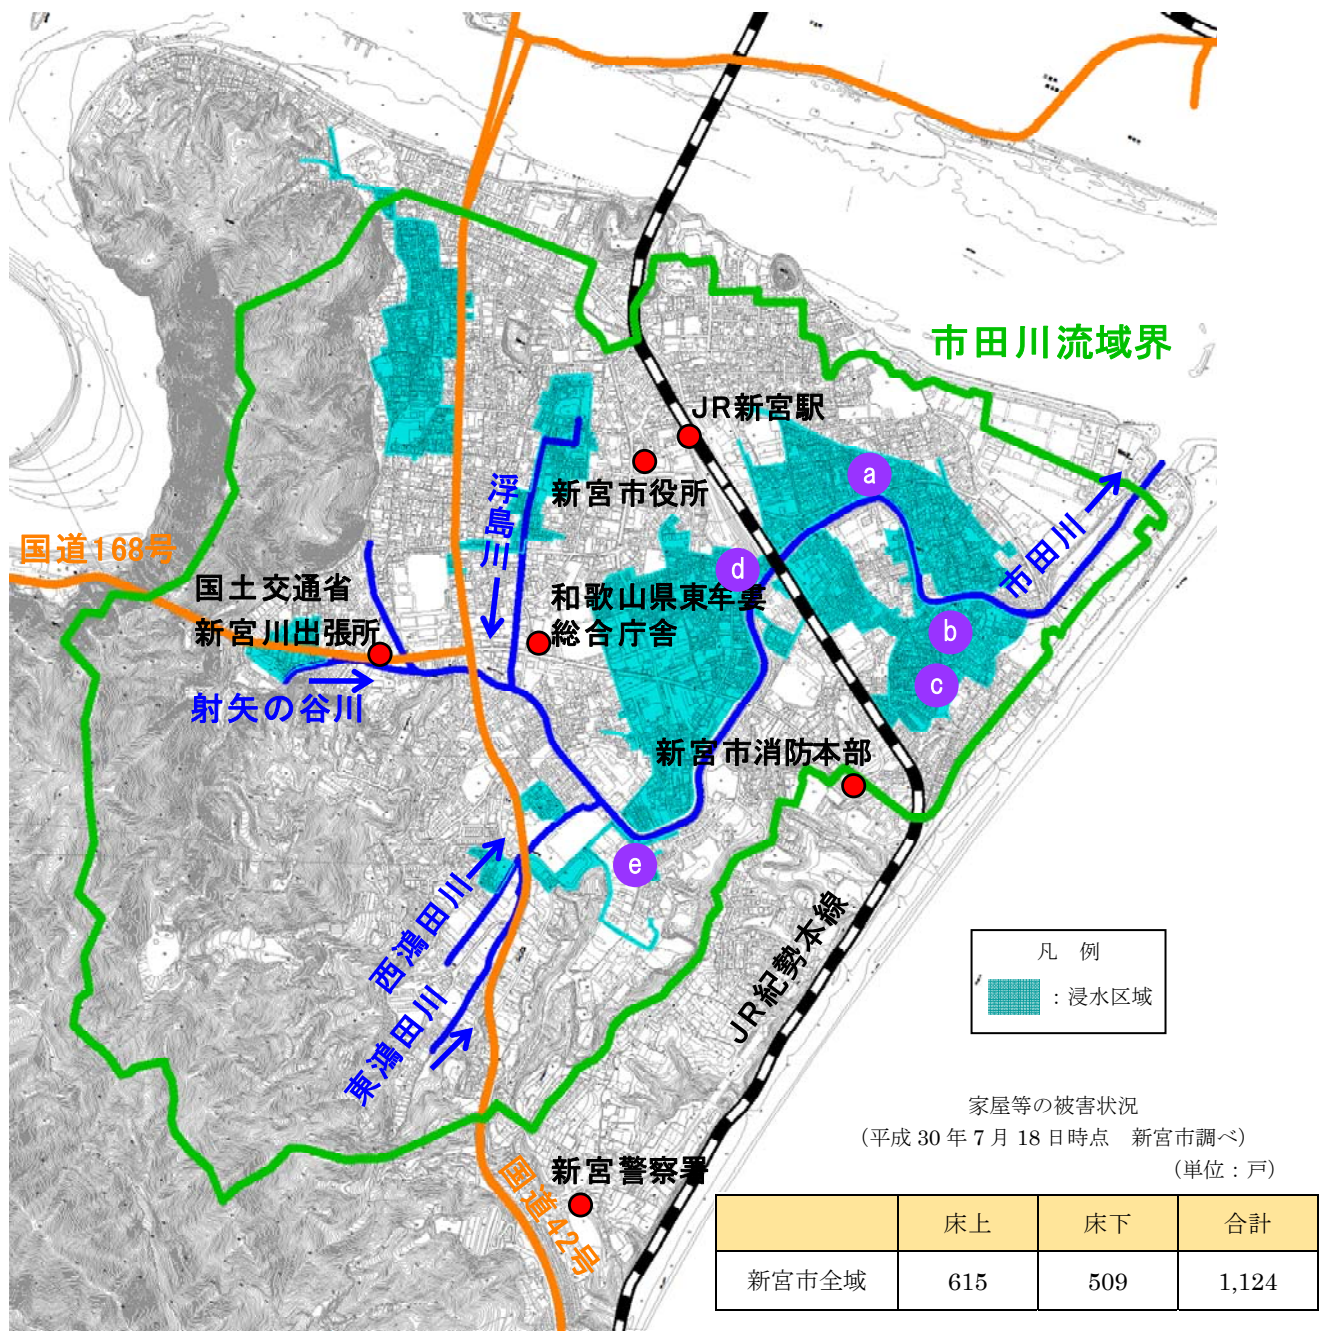 市田川流域界
JR新宮駅
a
新宮市役所
浮島川
国道168号
市田川
国土交通省
新宮川出張所
d
和歌山県東牟婁
総合庁舎
b
c
射矢の谷川
新宮市消防本部
e
西鴻田川
東鴻田川
JR紀勢本線
凡 例
：浸水区域
家屋等の被害状況
（平成 30 年 7 月 18 日時点 新宮市調べ）
（単位：戸）
新宮警察署
国道42号
床上 床下 合計
新宮市全域 615 509 1,124